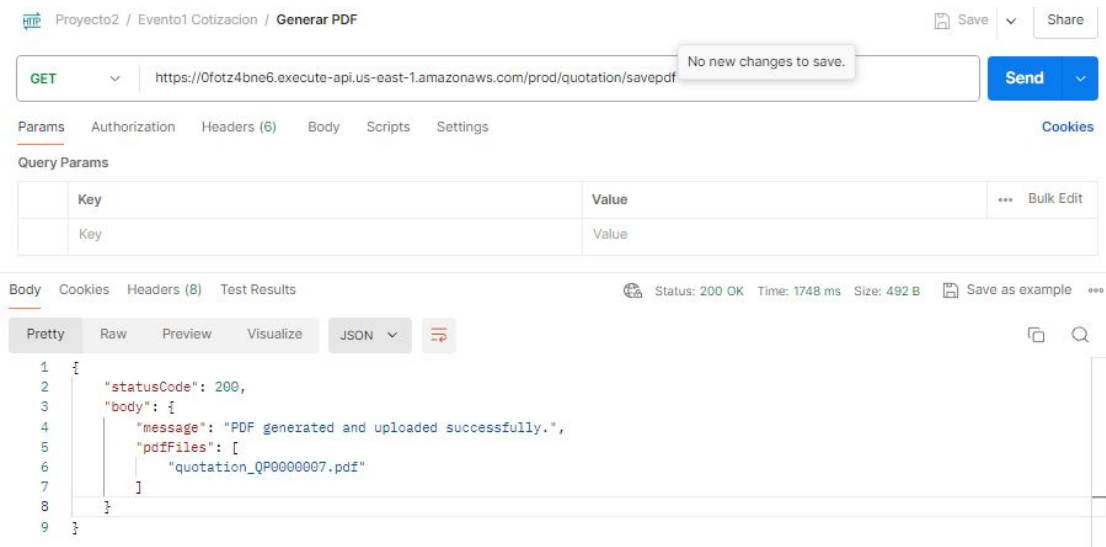 HTTP Proyecto2 / Evento1 Cotizacion / Generar PDF Save Share
No new changes to save.
GET https://0fotz4bne6.execute-api.us-east-1.amazonaws.com/prod/quotation/savepdf Send
Params Authorization Headers (6) Body Scripts Settings Cookies
Query Params
Key Value ••• Bulk Edit
Key Value
Body Cookies Headers (8) Test Results Status: 200 OK Time: 1748 ms Size: 492 B Save as example •••
Pretty Raw Preview Visualize JSON
1 {
2 "statusCode": 200,
3 "body": {
4 "message": "PDF generated and uploaded successfully.",
5 "pdfFiles": [
6 "quotation_QP0000007.pdf"
7 ]
8 }
9 }